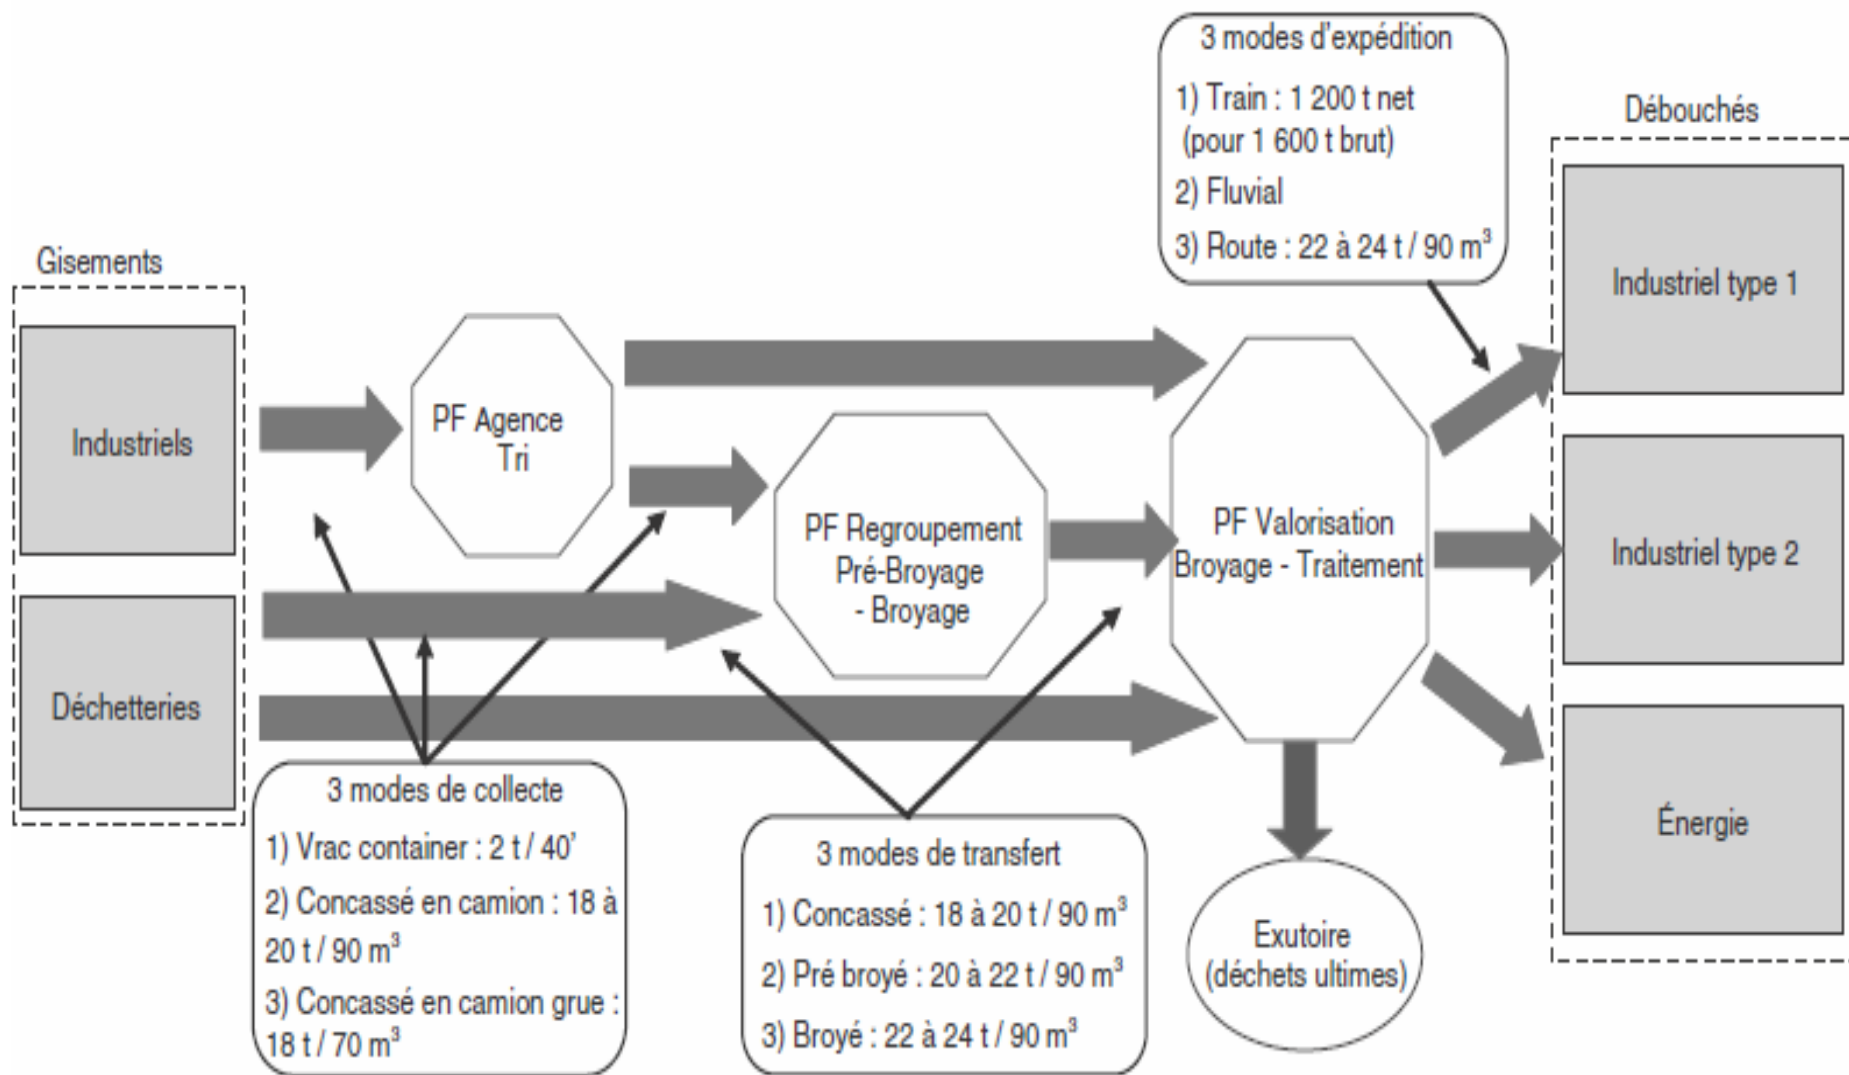 Gisements
Industriels
Déchetteries
PF Agence
Tri
3 modes de collecte
1) Vrac container : 2 t / 40’
2) Concassé en camion : 18 à
20 t / 90 m³
3) Concassé en camion grue :
18 t / 70 m³
PF Regroupement
Pré-Broyage
- Broyage
3 modes de transfert
1) Concassé : 18 à 20 t / 90 m³
2) Pré broyé : 20 à 22 t / 90 m³
3) Broyé : 22 à 24 t / 90 m³
3 modes d’expédition
1) Train : 1 200 t net
(pour 1 600 t brut)
2) Fluvial
3) Route : 22 à 24 t / 90 m³
PF Valorisation
Broyage - Traitement
Exutoire
(déchets ultimes)
Débouchés
Industriel type 1
Industriel type 2
Énergie